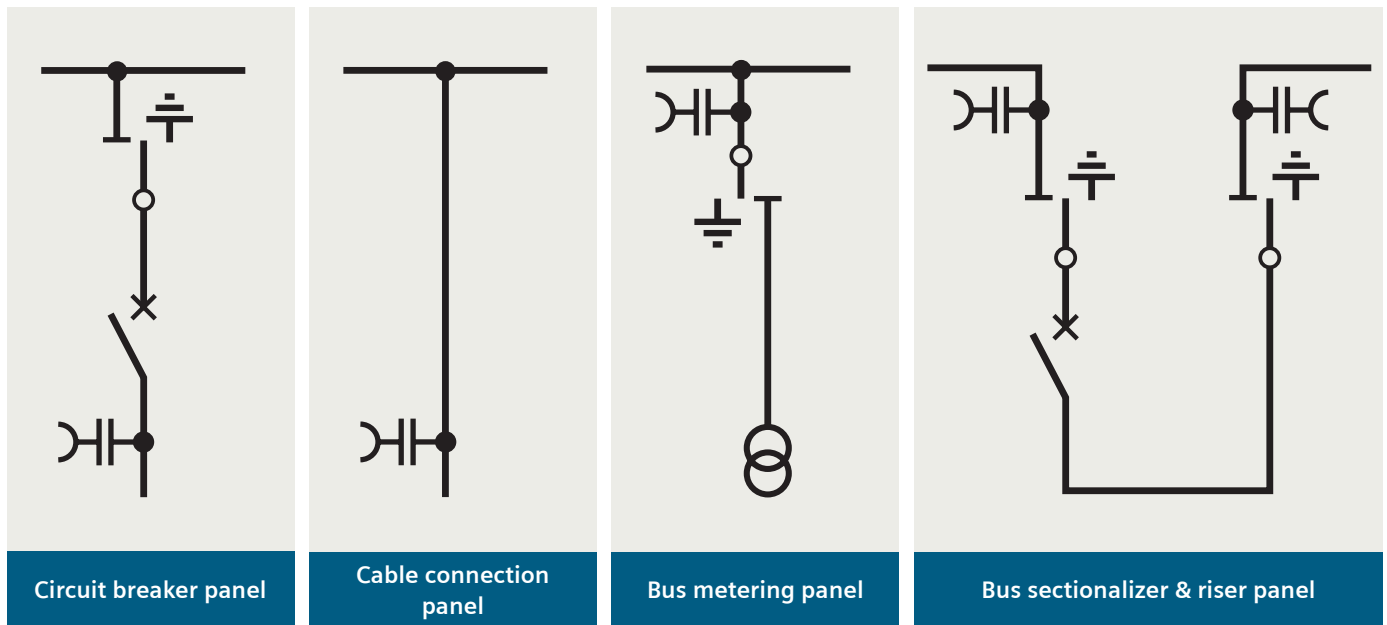 Circuit breaker panel
Cable connection
panel
Bus metering panel
Bus sectionalizer & riser panel